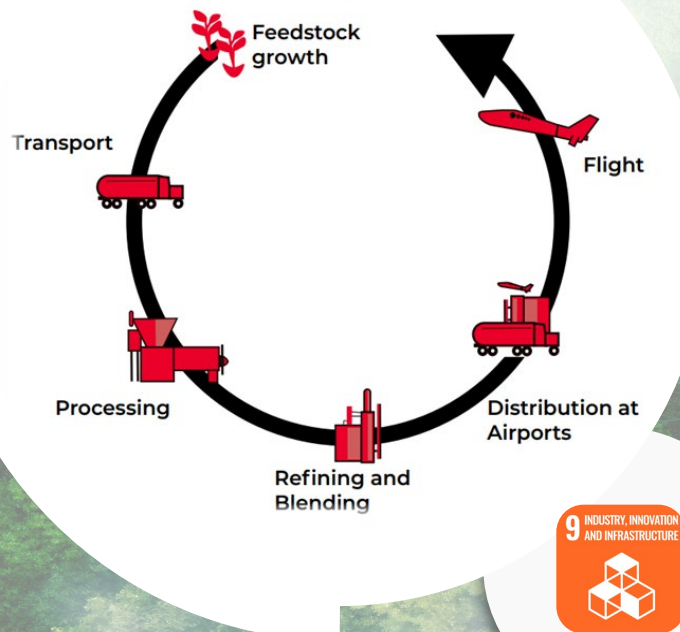 Feedstock
growth
Transport
Flight
Processing
Distribution at
Airports
Refining and
Blending
9 INDUSTRY, INNOVATION
AND INFRASTRUCTURE